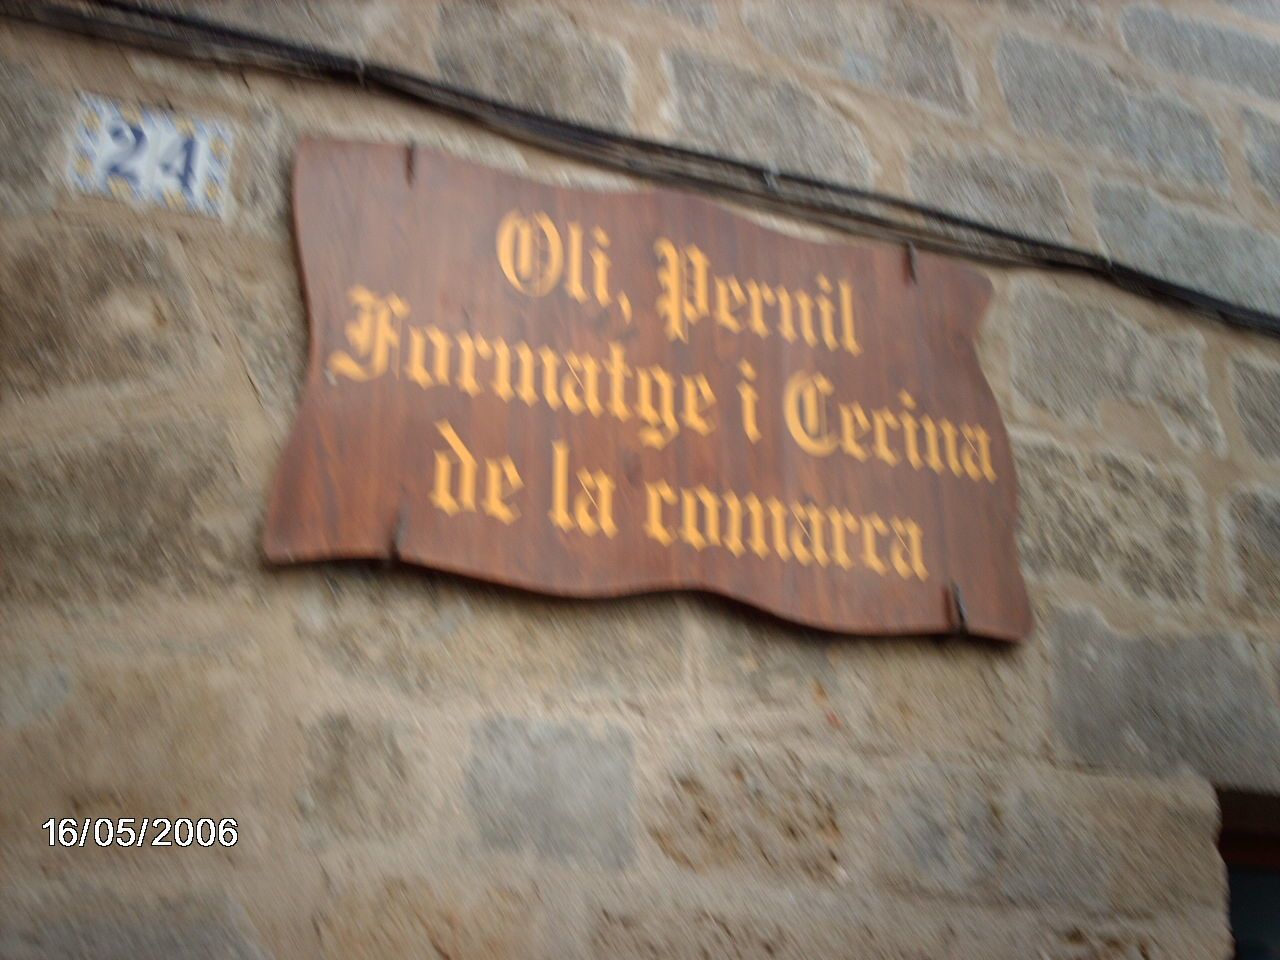 24
Oli, Pernil
Formatge i Cecina
de la comarca
16/05/2006